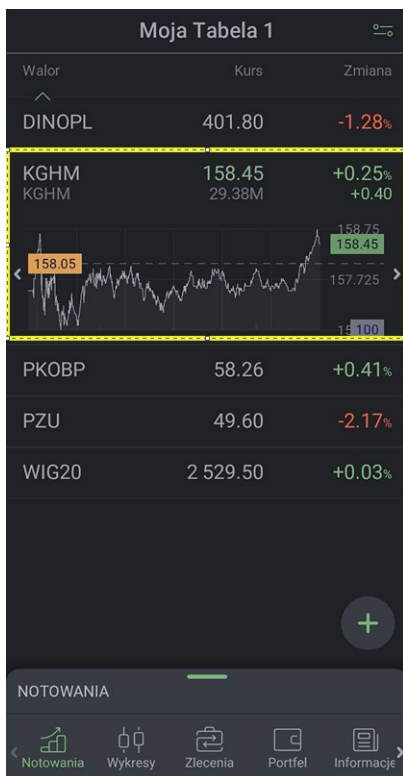 Moja Tabela 1
Walor Kurs Zmiana
DINOPL 401.80 -1.28%
KGHM 158.45 +0.25%
KGHM 29.38M +0.40
158.75
158.45
158.05
157.725
100
PKOBP 58.26 +0.41%
PZU 49.60 -2.17%
WIG20 2 529.50 +0.03%
+
NOTOWANIA
Notowania Wykresy Zlecenia Portfel Informacje